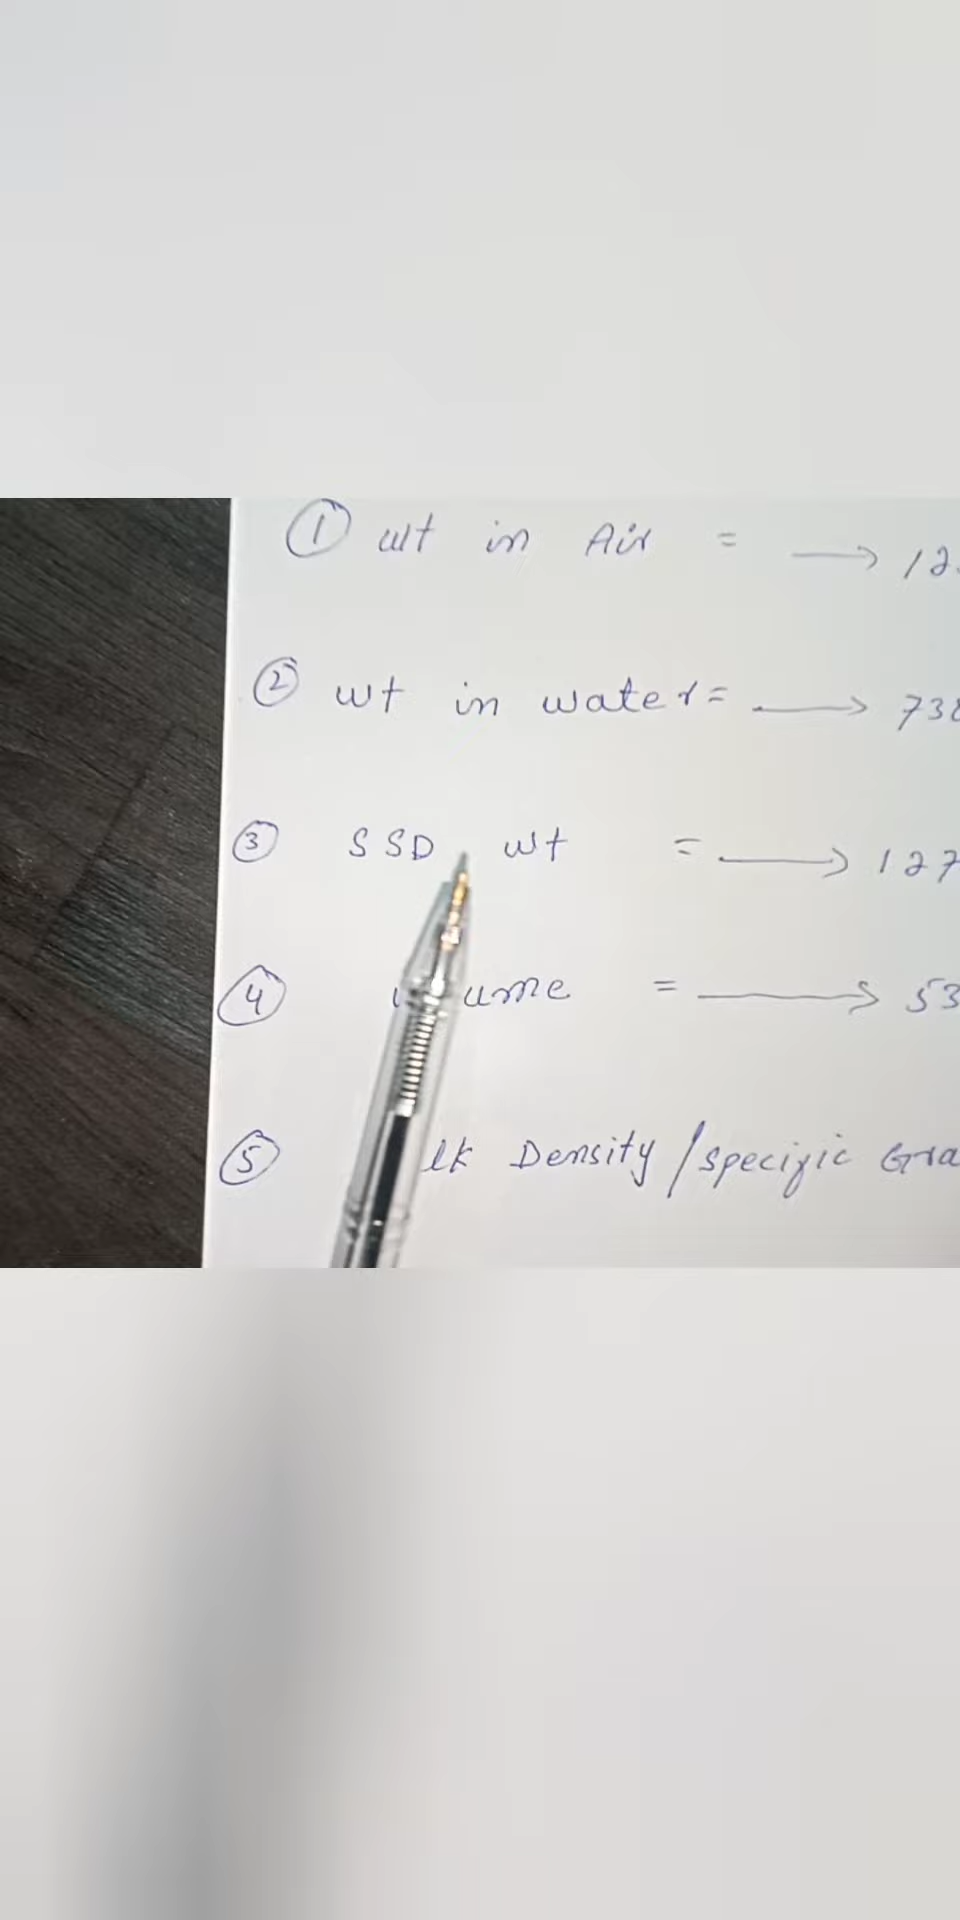 ① wt in Air = → 12
② wt in water = → 738
③ SSD wt = → 127
④ ume = → 53
⑤ lk Density / specific Gra